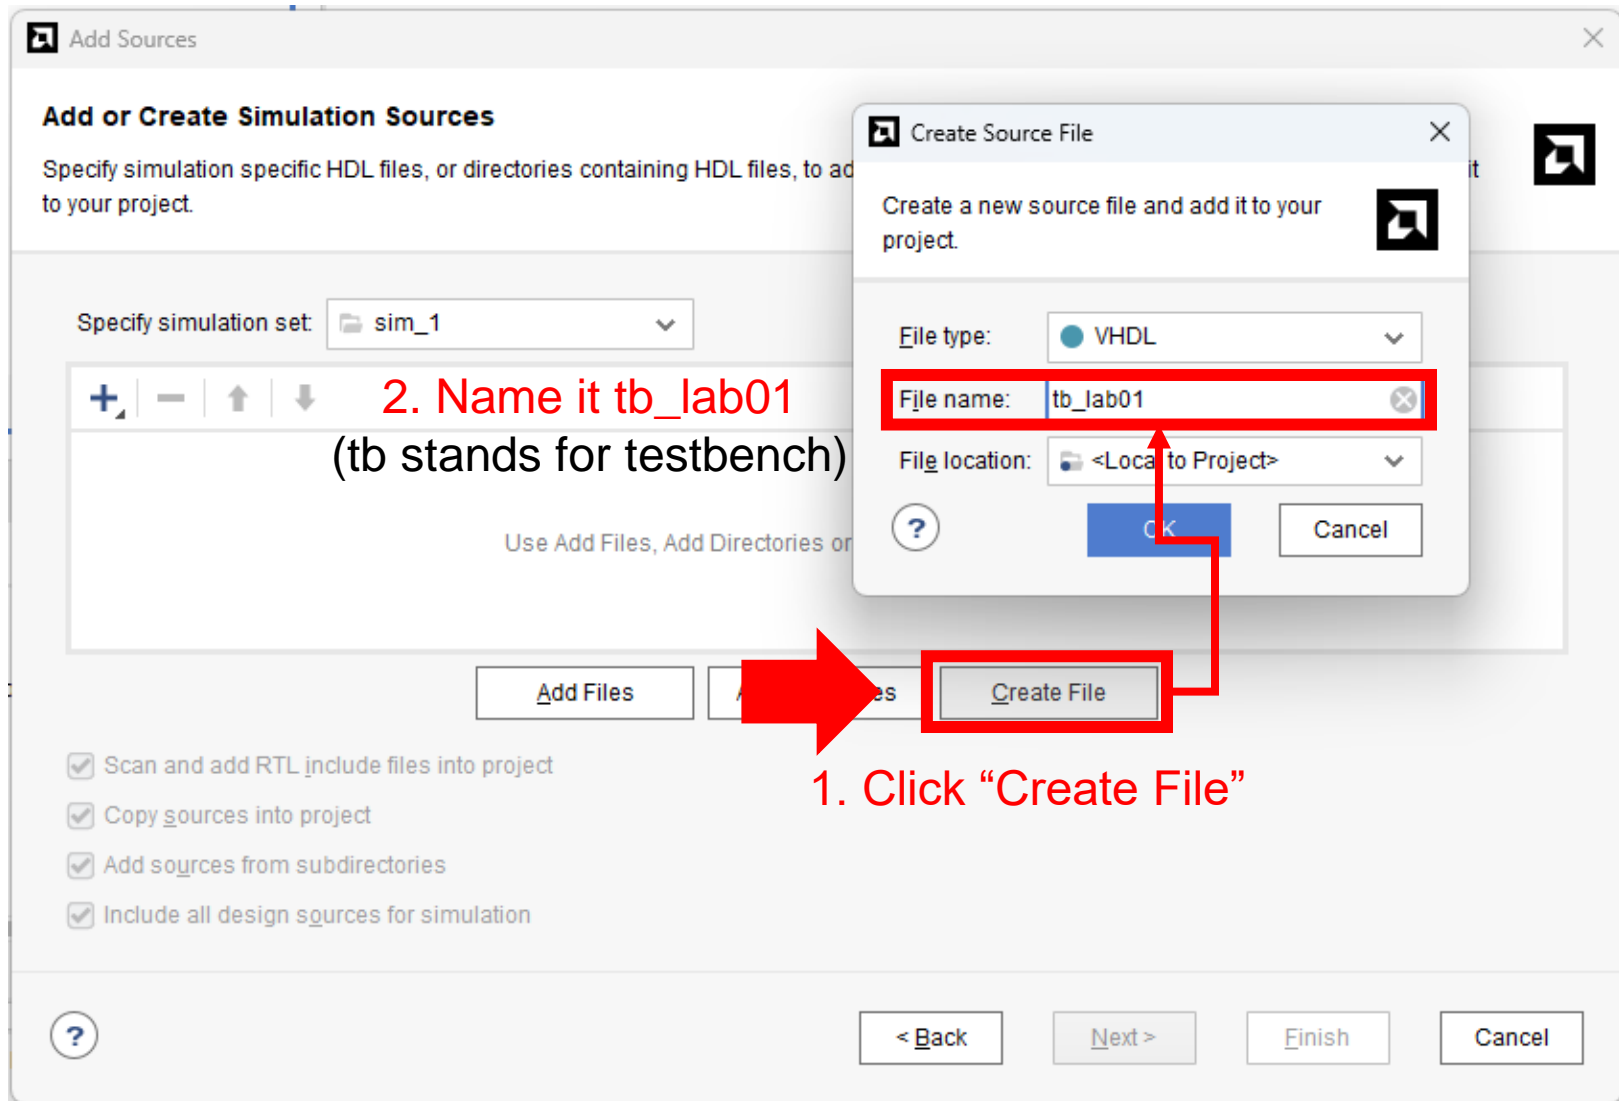 Add Sources
Add or Create Simulation Sources
Specify simulation specific HDL files, or directories containing HDL files, to
it
to your project.
Create Source File
Create a new source file and add it to your
project.
Specify simulation set:
sim_1
File type:
VHDL
2. Name it tb_lab01
File name:
tb_lab01
(tb stands for testbench)
File location:
<Local to Project>
OK
Cancel
Use Add Files, Add Directories or
Add Files
Create File
1. Click “Create File”
Scan and add RTL include files into project
Copy sources into project
Add sources from subdirectories
Include all design sources for simulation
< Back
Next >
Finish
Cancel